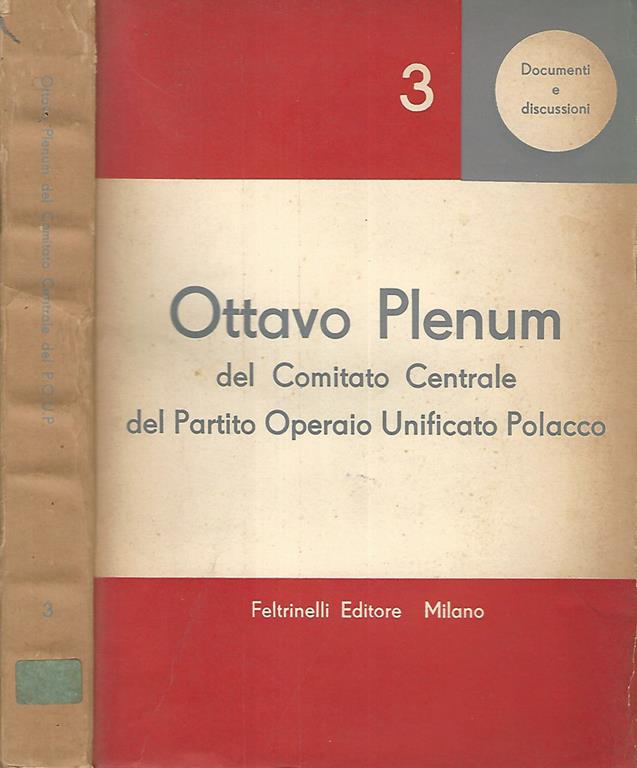 Ottavo Plenum del Comitato Centrale del P.O.U.P.
3
3
Documenti
e
discussioni
Ottavo Plenum
del Comitato Centrale
del Partito Operaio Unificato Polacco
Feltrinelli Editore Milano